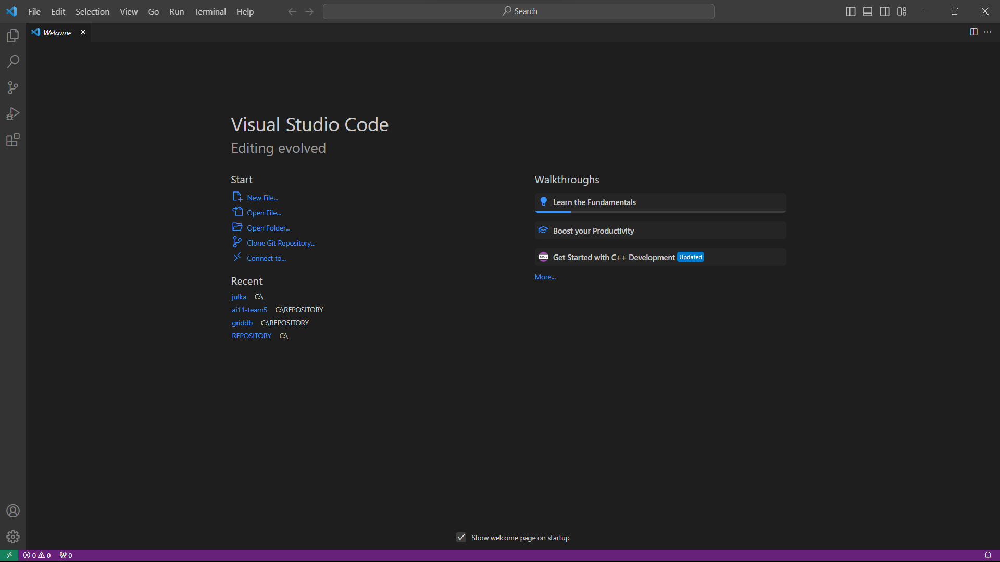 File Edit Selection View Go Run Terminal Help
Search
Welcome
Visual Studio Code
Editing evolved
Start
New File...
Open File...
Open Folder...
Clone Git Repository...
Connect to...
Recent
julka C:\
ai11-team5 C:\REPOSITORY
griddb C:\REPOSITORY
REPOSITORY C:\
Walkthroughs
Learn the Fundamentals
Boost your Productivity
C/C++ Get Started with C++ Development Updated
More...
Show welcome page on startup
0 0 0